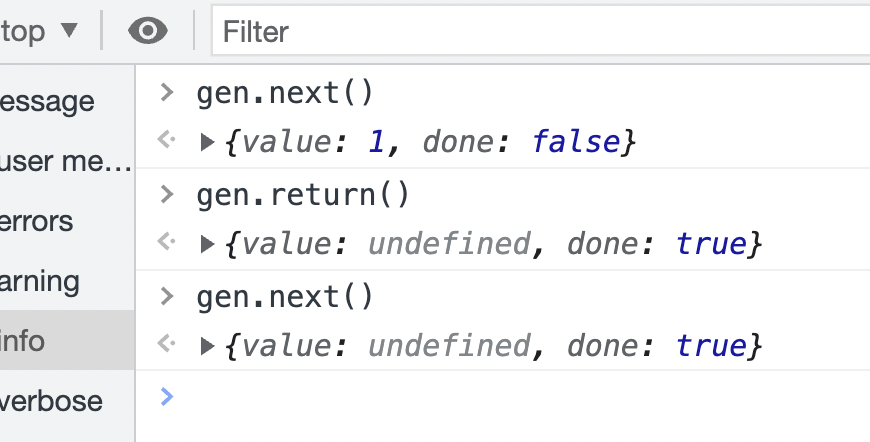 top ▼ Filter
essage
user me...
errors
arning
info
verbose
> gen.next()
<· ▶ {value: 1, done: false}
> gen.return()
<· ▶ {value: undefined, done: true}
> gen.next()
<· ▶ {value: undefined, done: true}
>